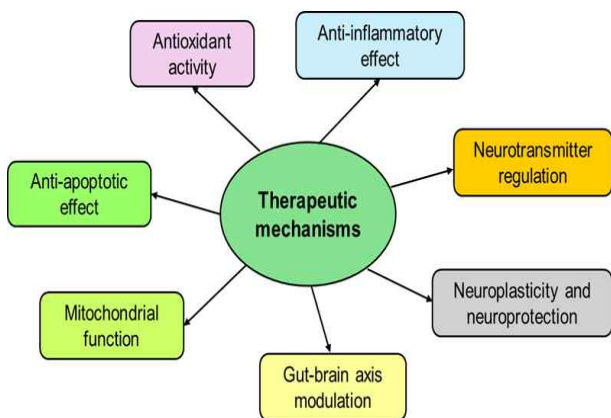 Antioxidant
activity
Anti-inflammatory
effect
Neurotransmitter
regulation
Anti-apoptotic
effect
Therapeutic
mechanisms
Neuroplasticity and
neuroprotection
Mitochondrial
function
Gut-brain axis
modulation